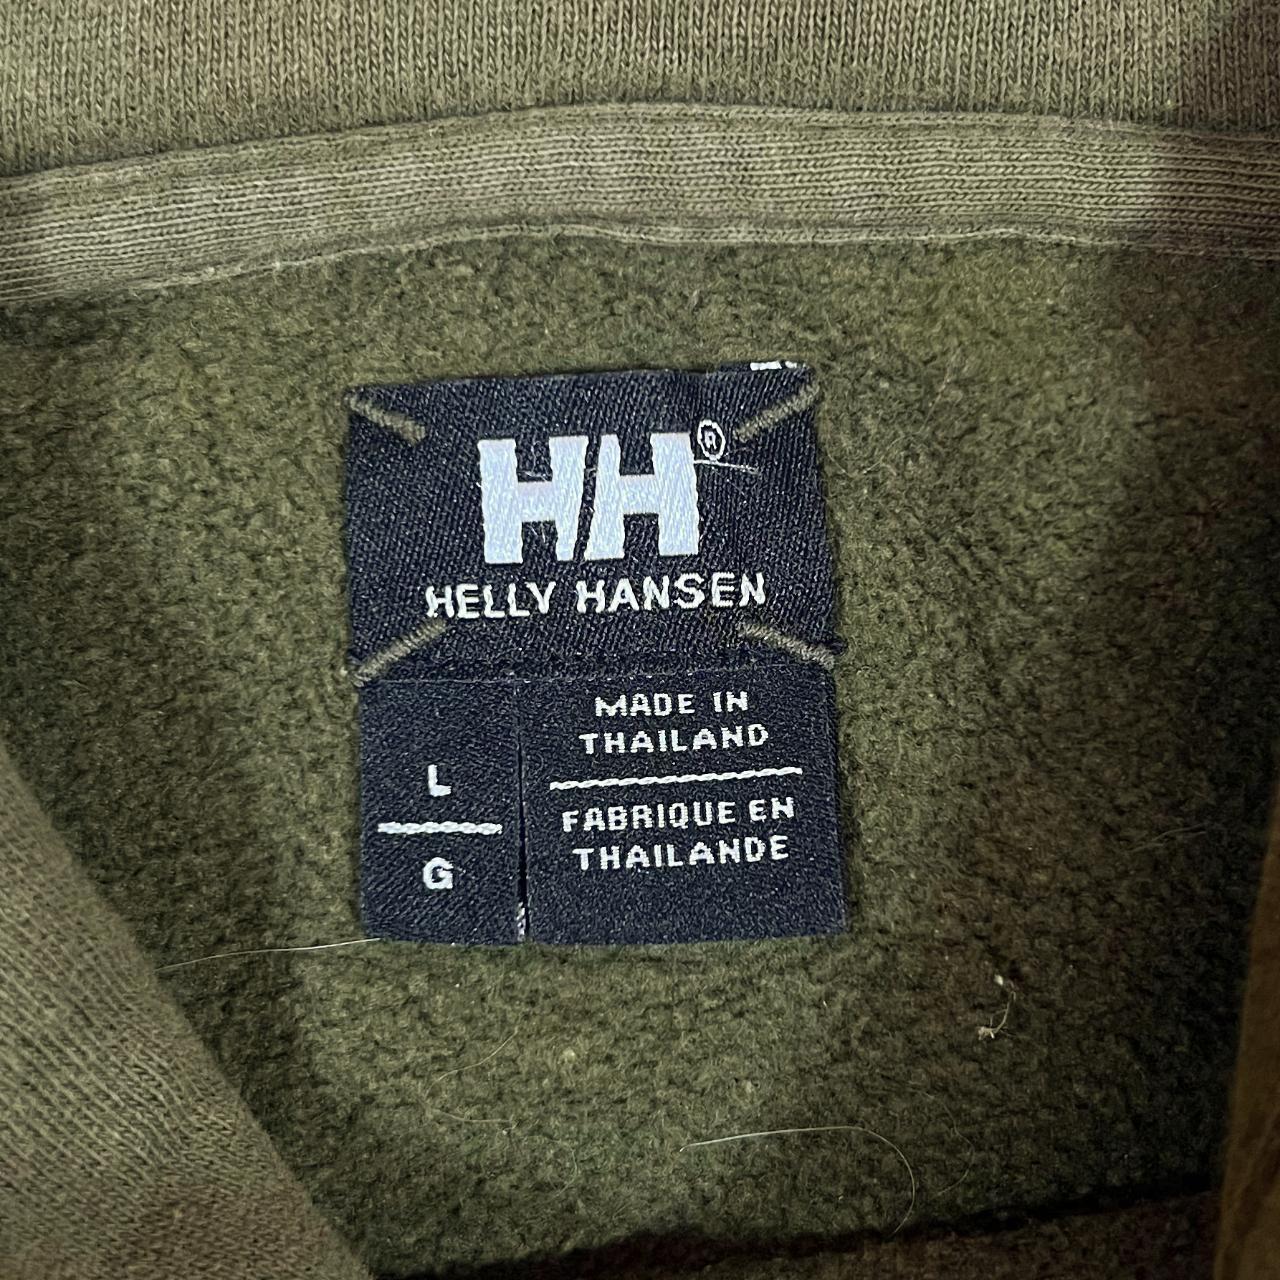 HH®
HELLY HANSEN
MADE IN
THAILAND
L
G
FABRIQUE EN
THAILANDE